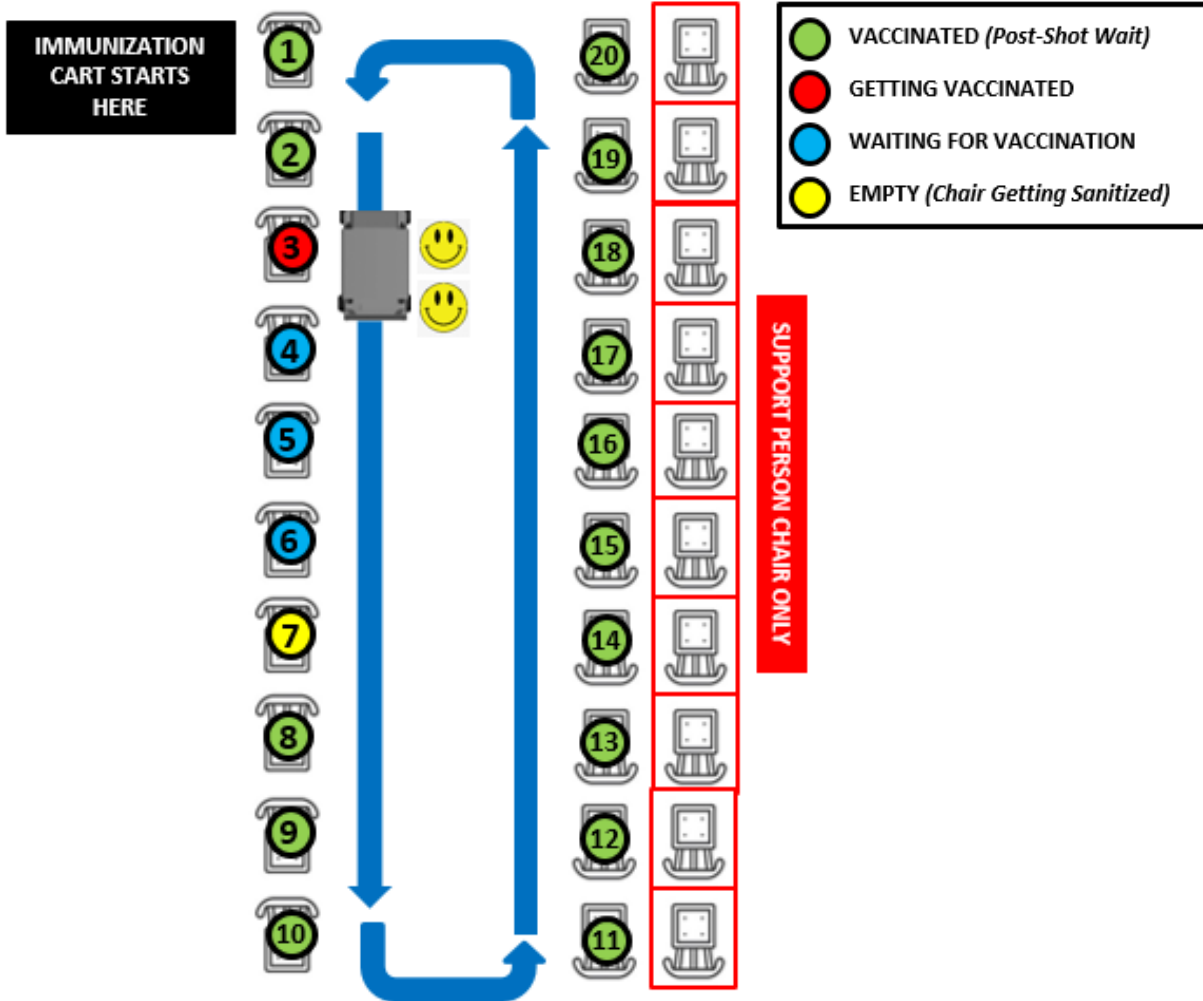 IMMUNIZATION
CART STARTS
HERE
1
2
3
4
5
6
7
8
9
10
20
19
18
17
16
15
14
13
12
11
SUPPORT PERSON CHAIR ONLY
VACCINATED (Post-Shot Wait)
GETTING VACCINATED
WAITING FOR VACCINATION
EMPTY (Chair Getting Sanitized)